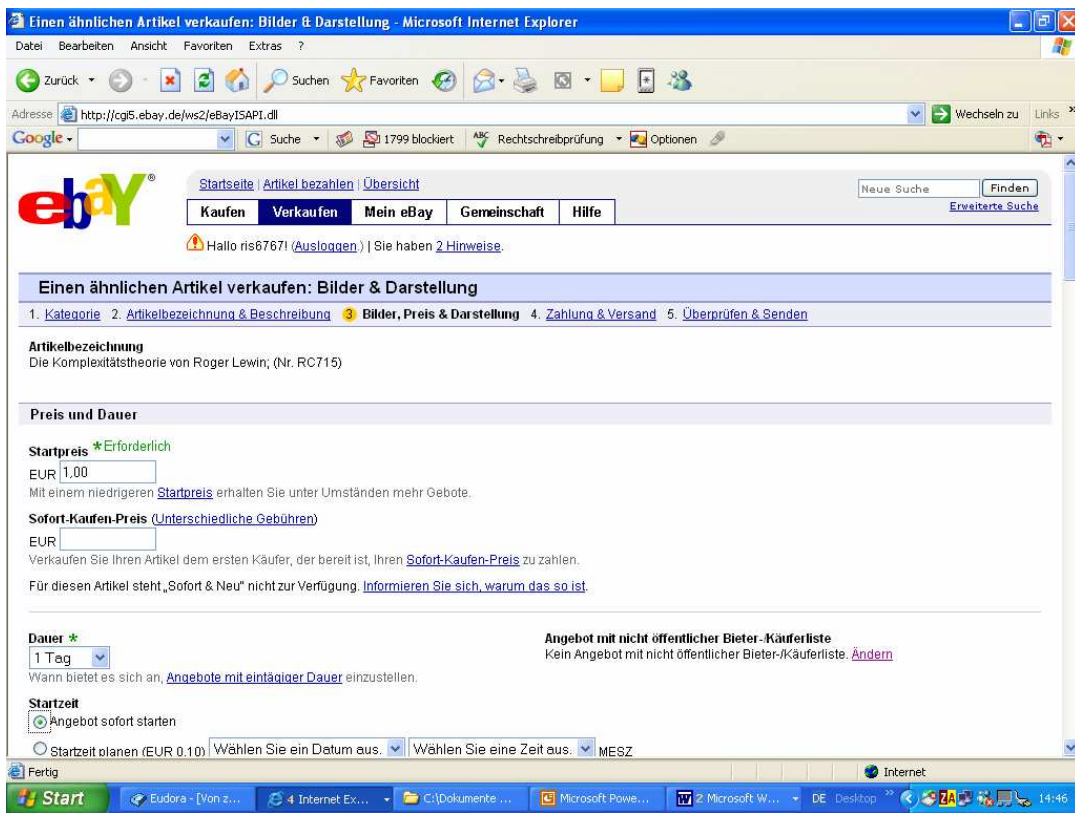 Einen ähnlichen Artikel verkaufen: Bilder & Darstellung - Microsoft Internet Explorer
Datei Bearbeiten Ansicht Favoriten Extras ?
Zurück Suchen Favoriten
Adresse http://cgi5.ebay.de/ws2/eBayISAPI.dll Wechseln zu Links »
Google Suche 1799 blockiert ABC Rechtschreibprüfung Optionen
ebaY®
Startseite | Artikel bezahlen | Übersicht
Neue Suche Finden
Kaufen Verkaufen Mein eBay Gemeinschaft Hilfe
Erweiterte Suche
Hallo ris6767! (Ausloggen.) | Sie haben 2 Hinweise.
Einen ähnlichen Artikel verkaufen: Bilder & Darstellung
1. Kategorie 2. Artikelbezeichnung & Beschreibung 3 Bilder, Preis & Darstellung 4. Zahlung & Versand 5. Überprüfen & Senden
Artikelbezeichnung
Die Komplexitätstheorie von Roger Lewin; (Nr. RC715)
Preis und Dauer
Startpreis *Erforderlich
EUR 1,00
Mit einem niedrigeren Startpreis erhalten Sie unter Umständen mehr Gebote.
Sofort-Kaufen-Preis (Unterschiedliche Gebühren)
EUR
Verkaufen Sie Ihren Artikel dem ersten Käufer, der bereit ist, Ihren Sofort-Kaufen-Preis zu zahlen.
Für diesen Artikel steht „Sofort & Neu" nicht zur Verfügung. Informieren Sie sich, warum das so ist.
Dauer *
Angebot mit nicht öffentlicher Bieter-/Käuferliste
1 Tag
Kein Angebot mit nicht öffentlicher Bieter-/Käuferliste. Ändern
Wann bietet es sich an, Angebote mit eintägiger Dauer einzustellen.
Startzeit
Angebot sofort starten
Startzeit planen (EUR 0,10) Wählen Sie ein Datum aus. Wählen Sie eine Zeit aus. MESZ
Fertig Internet
Start Eudora - [Von z... 4 Internet Ex... C:\Dokumente ... Microsoft Powe... 2 Microsoft W... DE Desktop » ZA 14:46